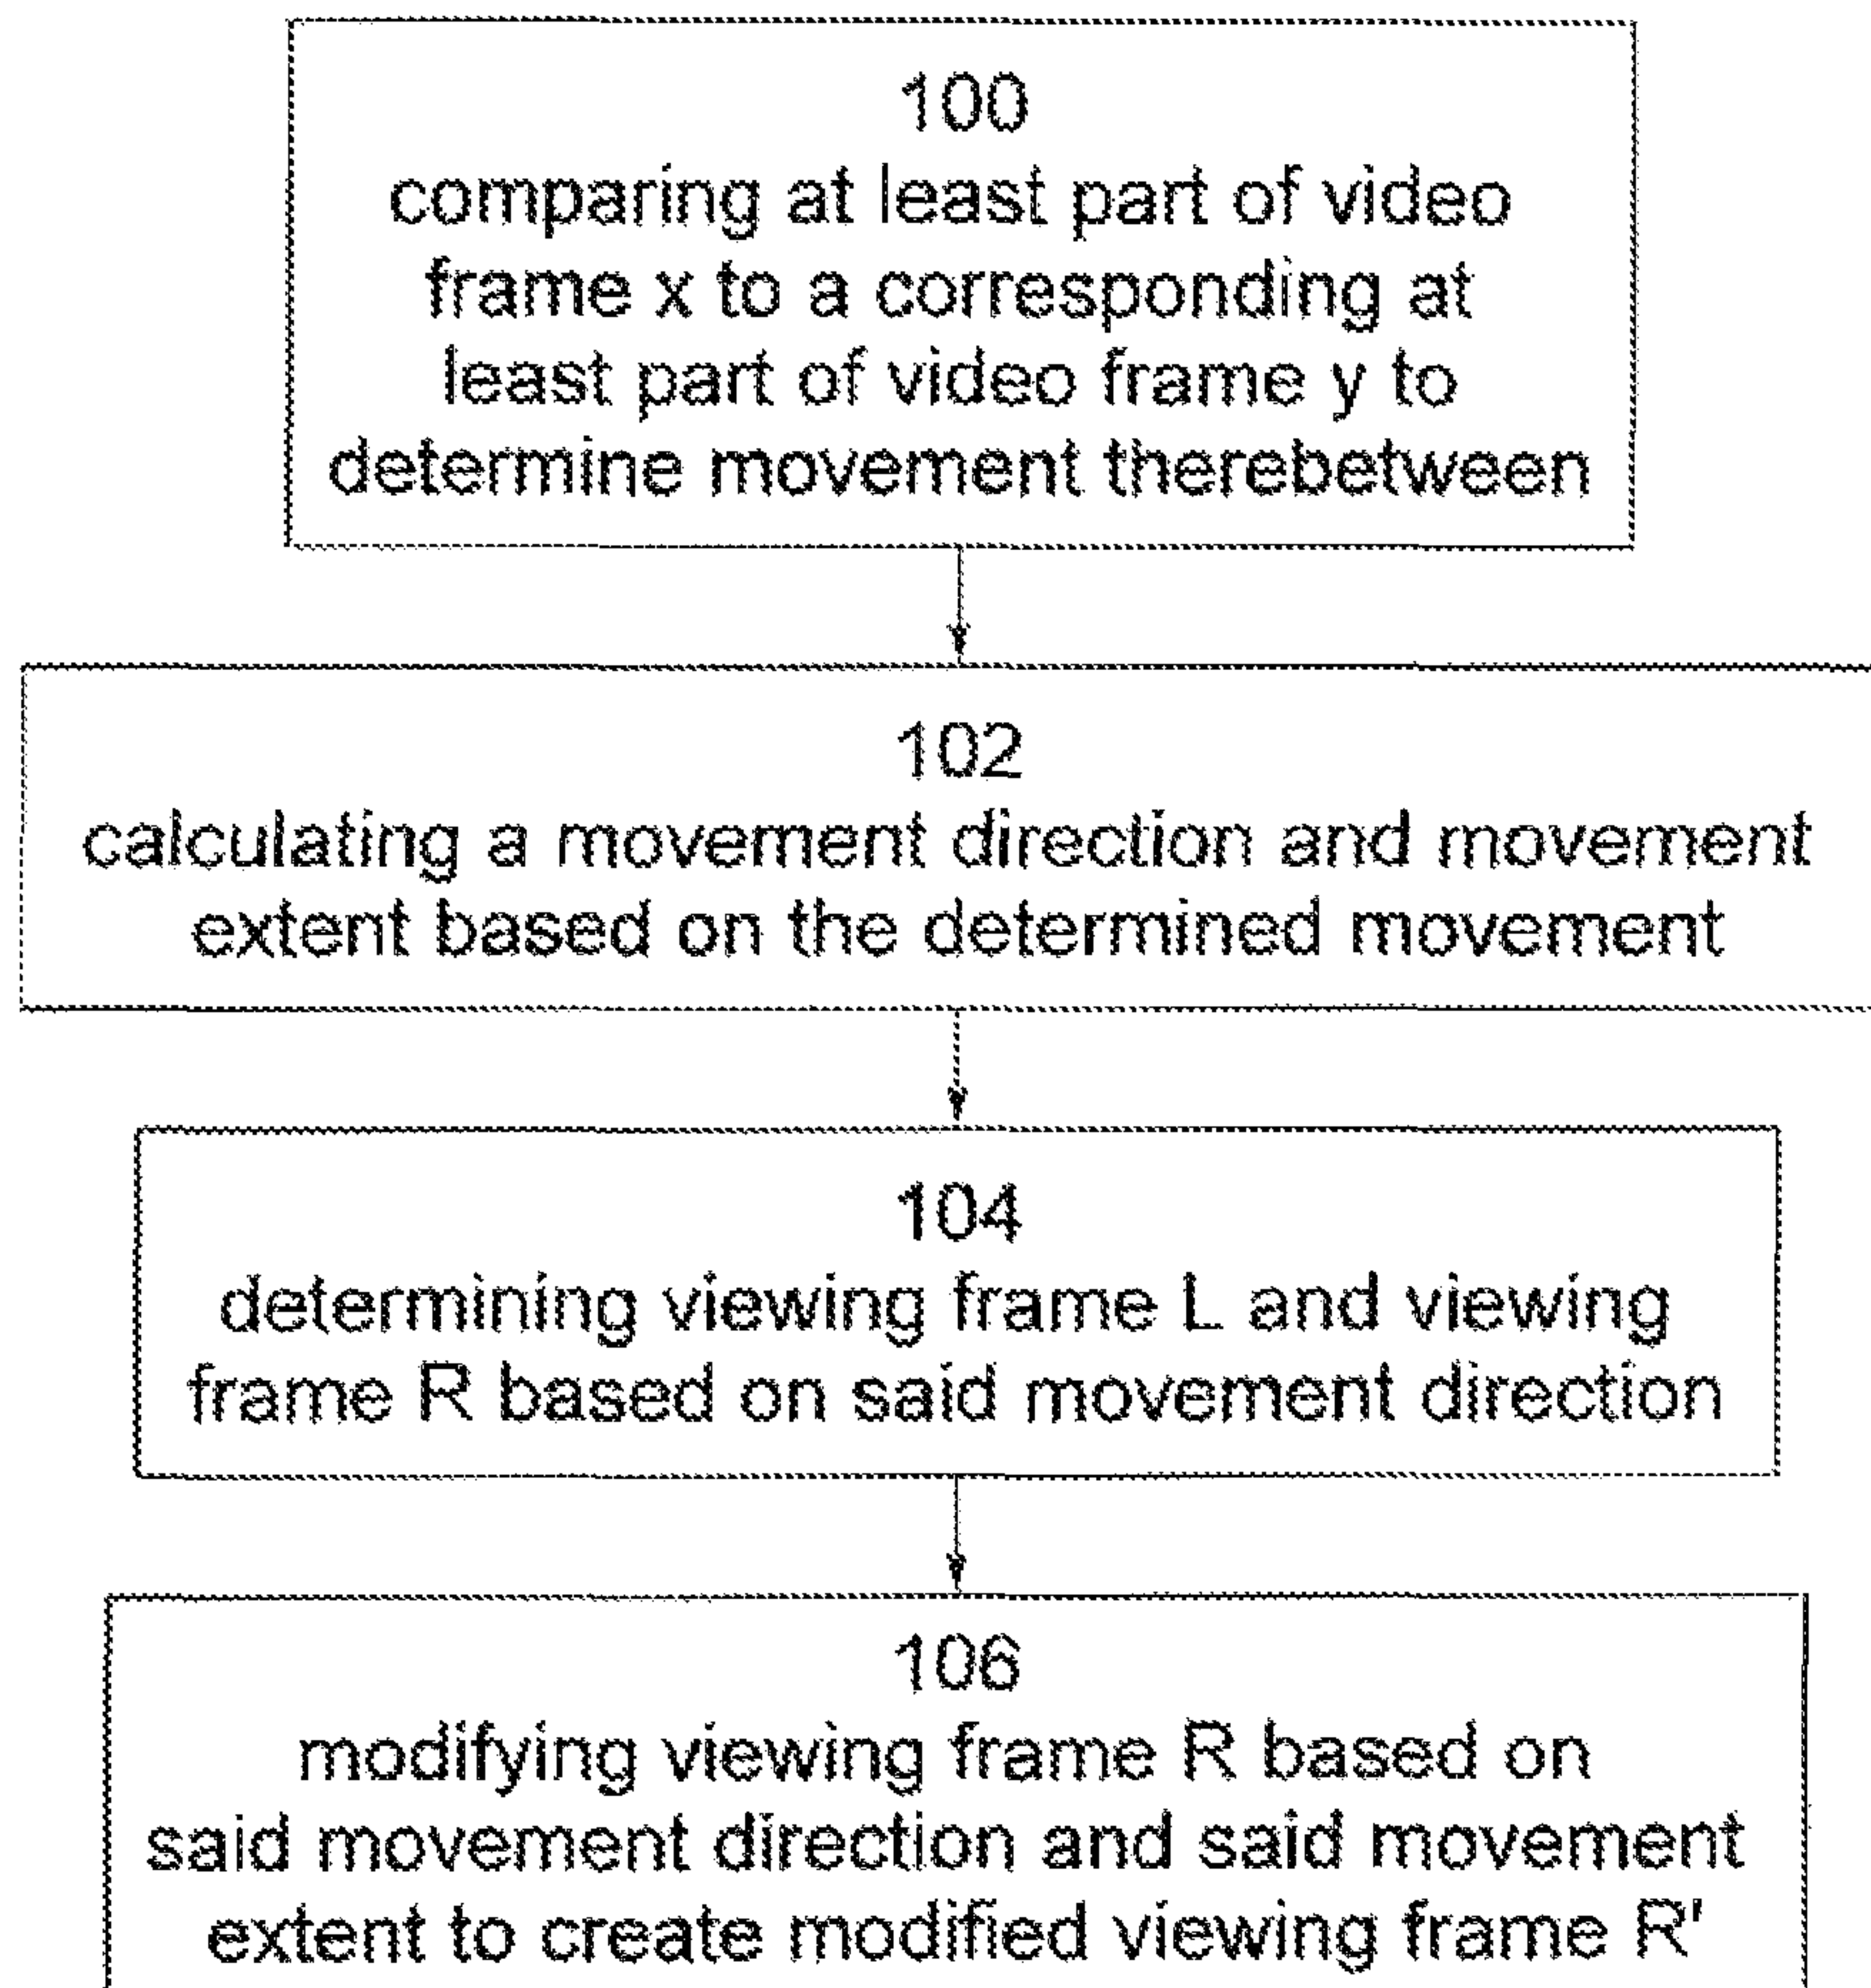 100
comparing at least part of video
frame x to a corresponding at
least part of video frame y to
determine movement therebetween
102
calculating a movement direction and movement
extent based on the determined movement
104
determining viewing frame L and viewing
frame R based on said movement direction
106
modifying viewing frame R based on
said movement direction and said movement
extent to create modified viewing frame R'